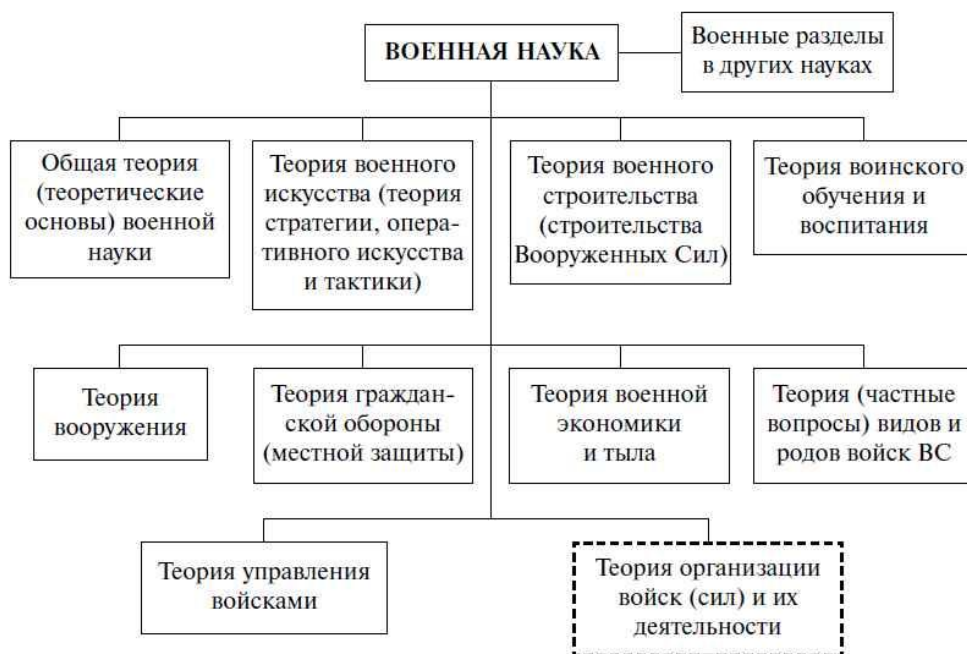 ВОЕННАЯ НАУКА
Военные разделы
в других науках
Общая теория
(теоретические
основы) военной
науки
Теория военного
искусства (теория
стратегии, опера-
тивного искусства
и тактики)
Теория военного
строительства
(строительства
Вооруженных Сил)
Теория воинского
обучения и
воспитания
Теория
вооружения
Теория граждан-
ской обороны
(местной защиты)
Теория военной
экономики
и тыла
Теория (частные
вопросы) видов и
родов войск ВС
Теория управления
войсками
Теория организации
войск (сил) и их
деятельности